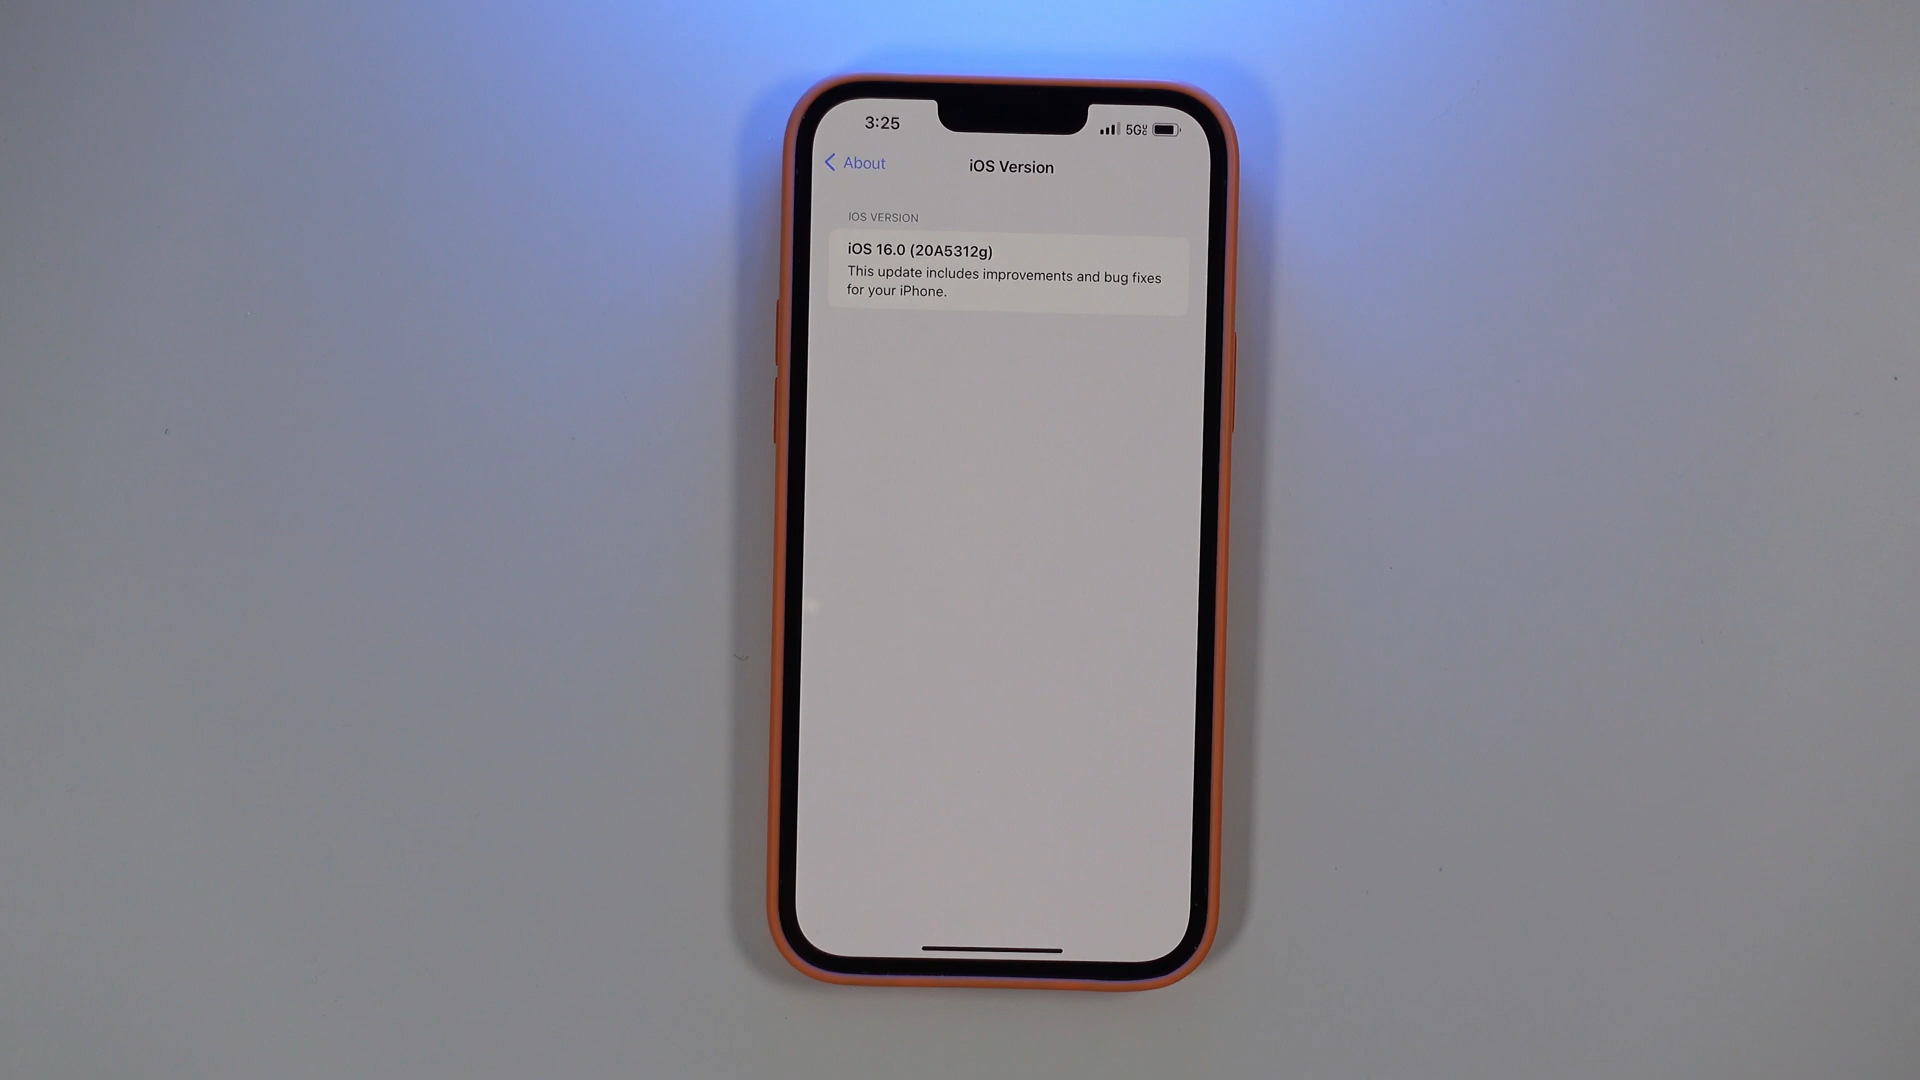 3:25
5G
About
iOS Version
IOS VERSION
iOS 16.0 (20A5312g)
This update includes improvements and bug fixes
for your iPhone.